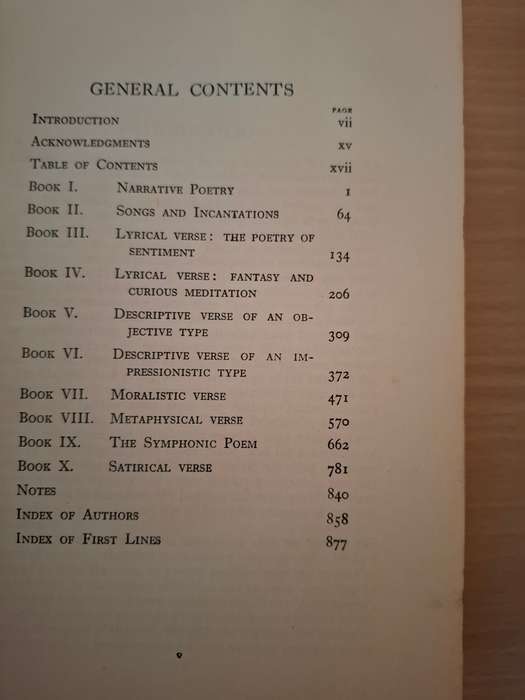 GENERAL CONTENTS
PAGE
INTRODUCTION vii
ACKNOWLEDGMENTS xv
TABLE OF CONTENTS xvii
BOOK I. NARRATIVE POETRY 1
BOOK II. SONGS AND INCANTATIONS 64
BOOK III. LYRICAL VERSE: THE POETRY OF
SENTIMENT 134
BOOK IV. LYRICAL VERSE: FANTASY AND
CURIOUS MEDITATION 206
BOOK V. DESCRIPTIVE VERSE OF AN OB-
JECTIVE TYPE 309
BOOK VI. DESCRIPTIVE VERSE OF AN IM-
PRESSIONISTIC TYPE 372
BOOK VII. MORALISTIC VERSE 471
BOOK VIII. METAPHYSICAL VERSE 570
BOOK IX. THE SYMPHONIC POEM 662
BOOK X. SATIRICAL VERSE 781
NOTES 840
INDEX OF AUTHORS 858
INDEX OF FIRST LINES 877